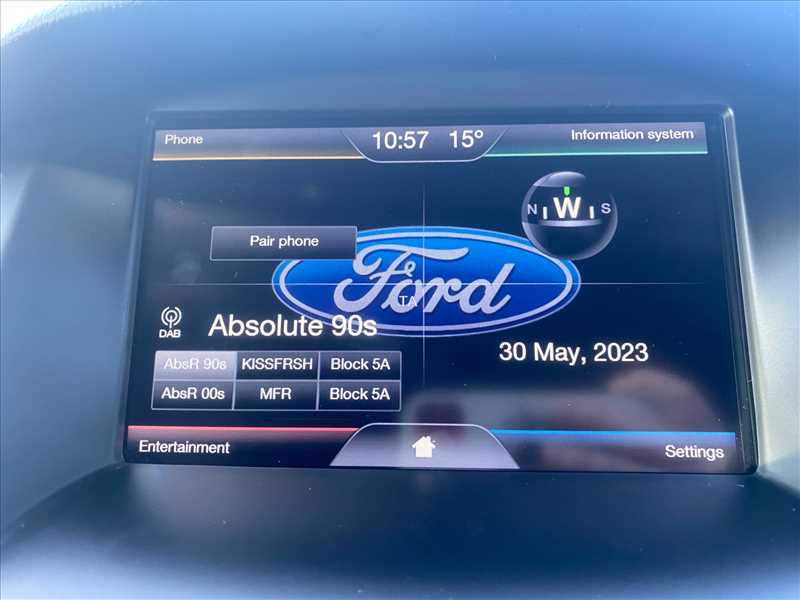 Phone 10:57 15° Information system
N W S
Pair phone
Ford
TA
DAB
Absolute 90s
30 May, 2023
AbsR 90s KISSFRSH Block 5A
AbsR 00s MFR Block 5A
Entertainment Settings